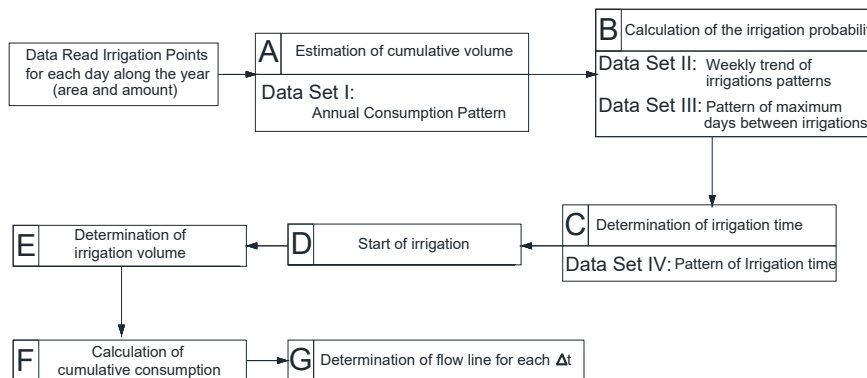 Data Read Irrigation Points
for each day along the year
(area and amount)
A Estimation of cumulative volume
Data Set I:
Annual Consumption Pattern
B Calculation of the irrigation probabilit
Data Set II: Weekly trend of
irrigations patterns
Data Set III: Pattern of maximum
days between irrigations
C Determination of irrigation time
Data Set IV: Pattern of Irrigation time
D Start of irrigation
E Determination of
irrigation volume
F Calculation of
cumulative consumption
G Determination of flow line for each Δt